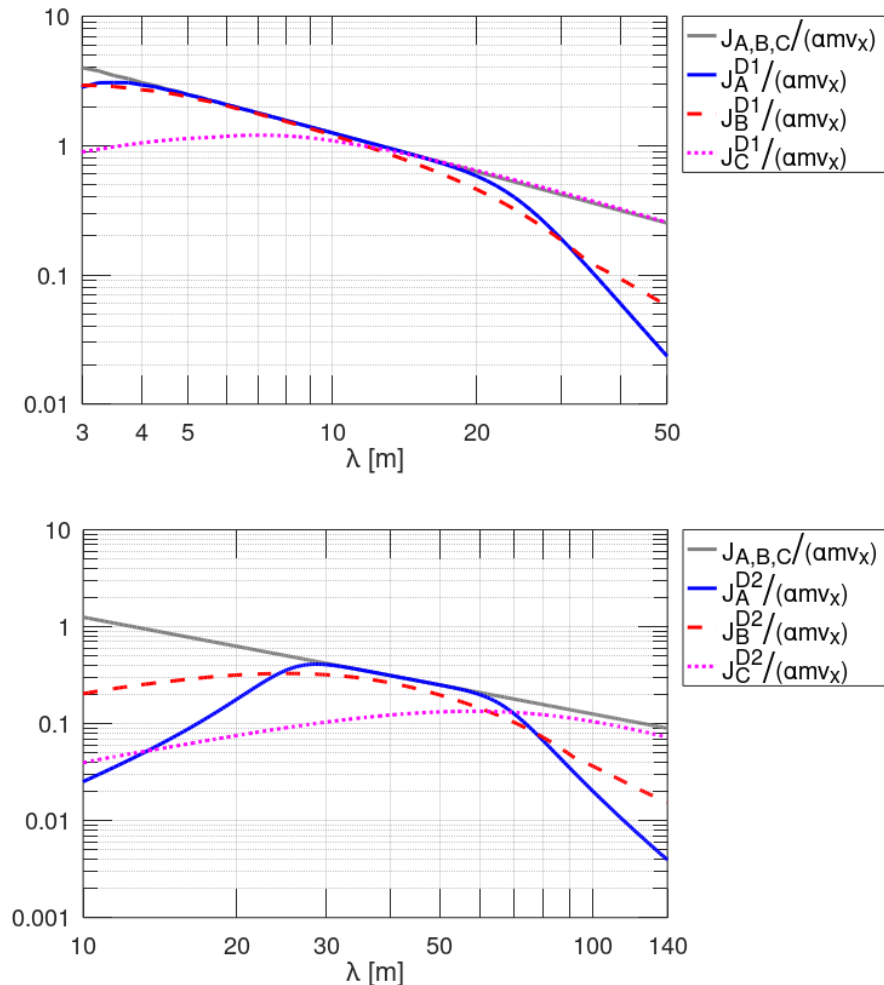 10
1
0.1
0.01
3 4 5 10 20 50
λ [m]
J_A,B,C/(αmv_x)
J_A^D1/(αmv_x)
J_B^D1/(αmv_x)
J_C^D1/(αmv_x)
10
1
0.1
0.01
0.001
10 20 30 50 100 140
λ [m]
J_A,B,C/(αmv_x)
J_A^D2/(αmv_x)
J_B^D2/(αmv_x)
J_C^D2/(αmv_x)